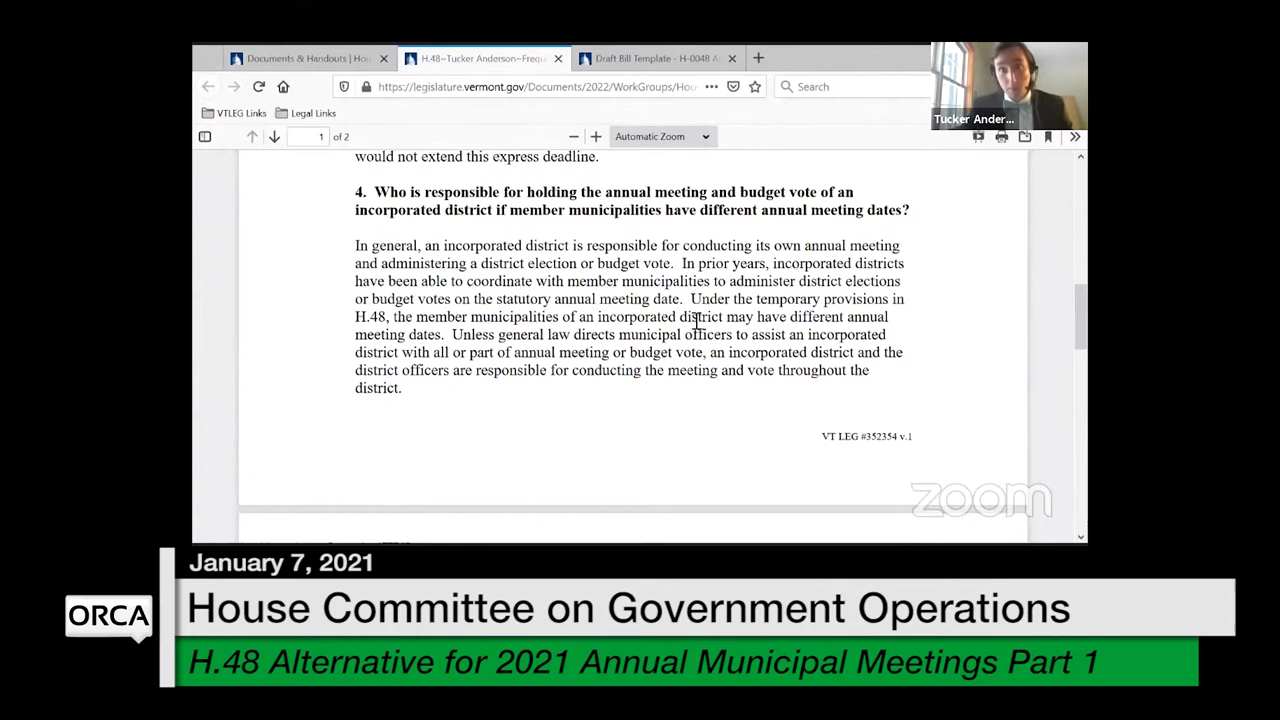 Documents & Handouts | Hou
H.48~Tucker Anderson~Frequ
Draft Bill Template - H-0048 A
https://legislature.vermont.gov/Documents/2022/WorkGroups/Hou
Search
VTLEG Links
Legal Links
Tucker Ander...
1 of 2
Automatic Zoom
would not extend this express deadline.
4. Who is responsible for holding the annual meeting and budget vote of an
incorporated district if member municipalities have different annual meeting dates?
In general, an incorporated district is responsible for conducting its own annual meeting
and administering a district election or budget vote. In prior years, incorporated districts
have been able to coordinate with member municipalities to administer district elections
or budget votes on the statutory annual meeting date. Under the temporary provisions in
H.48, the member municipalities of an incorporated district may have different annual
meeting dates. Unless general law directs municipal officers to assist an incorporated
district with all or part of annual meeting or budget vote, an incorporated district and the
district officers are responsible for conducting the meeting and vote throughout the
district.
VT LEG #352354 v.1
zoom
January 7, 2021
ORCA
House Committee on Government Operations
H.48 Alternative for 2021 Annual Municipal Meetings Part 1